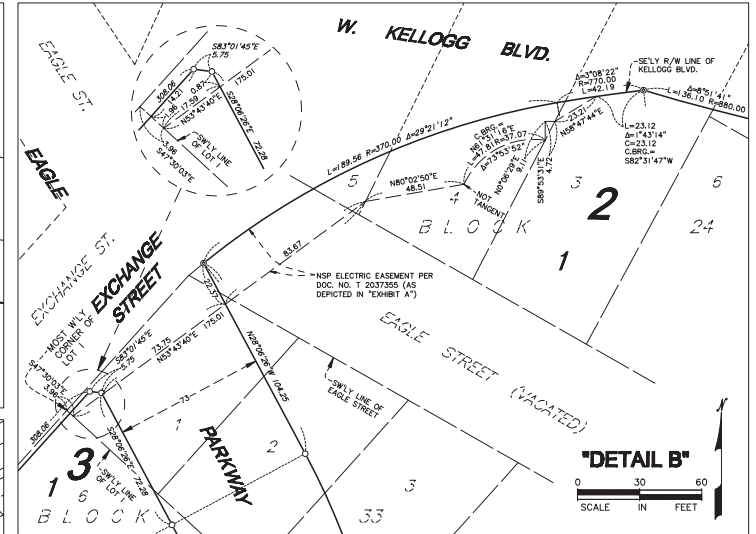 W. KELLOGG BLVD.
EAGLE ST.
S83°01'45"E
5.75
308.06
14.21
0.87
17.59
175.01
N53°43'40"E
S28°06'26"E
72.28
.96
3.96
S47°30'03"E
SW'LY LINE
OF LOT 1
EAGLE
Δ=3°08'22"
R=770.00
L=42.19
SE'LY R/W LINE OF
KELLOGG BLVD.
Δ=8°51'41"
L=136.10 R=880.00
L=189.56 R=370.00 Δ=29°21'12"
C.BRG.=
N61°31'16"E
L=47.81 R=37.07
Δ=73°53'52"
23.21
N58°47'44"E
L=23.12
Δ=1°43'14"
C=23.12
C.BRG.=
S82°31'47"W
N0°06'29"E
9.11
S89°53'31"E
4.72
N80°02'50"E
48.51
NOT
TANGENT
5
4
3
2
6
24
BLOCK
1
EXCHANGE ST.
EXCHANGE
STREET
83.67
22.37
NSP ELECTRIC EASEMENT PER
DOC. NO. T 2037355 (AS
DEPICTED IN "EXHIBIT A")
MOST W'LY
CORNER OF
LOT 1
S83°01'45"E
5.75
73.75
N53°43'40"E
175.01
S47°30'03"E
3.96
308.06
N28°06'26"W 104.25
EAGLE STREET (VACATED)
SW'LY LINE OF
EAGLE STREET
73
1
PARKWAY
2
3
S28°06'26"E
72.28
SW'LY LINE
OF LOT 1
3
1
6
BLOCK
33
N
"DETAIL B"
0 30 60
SCALE IN FEET